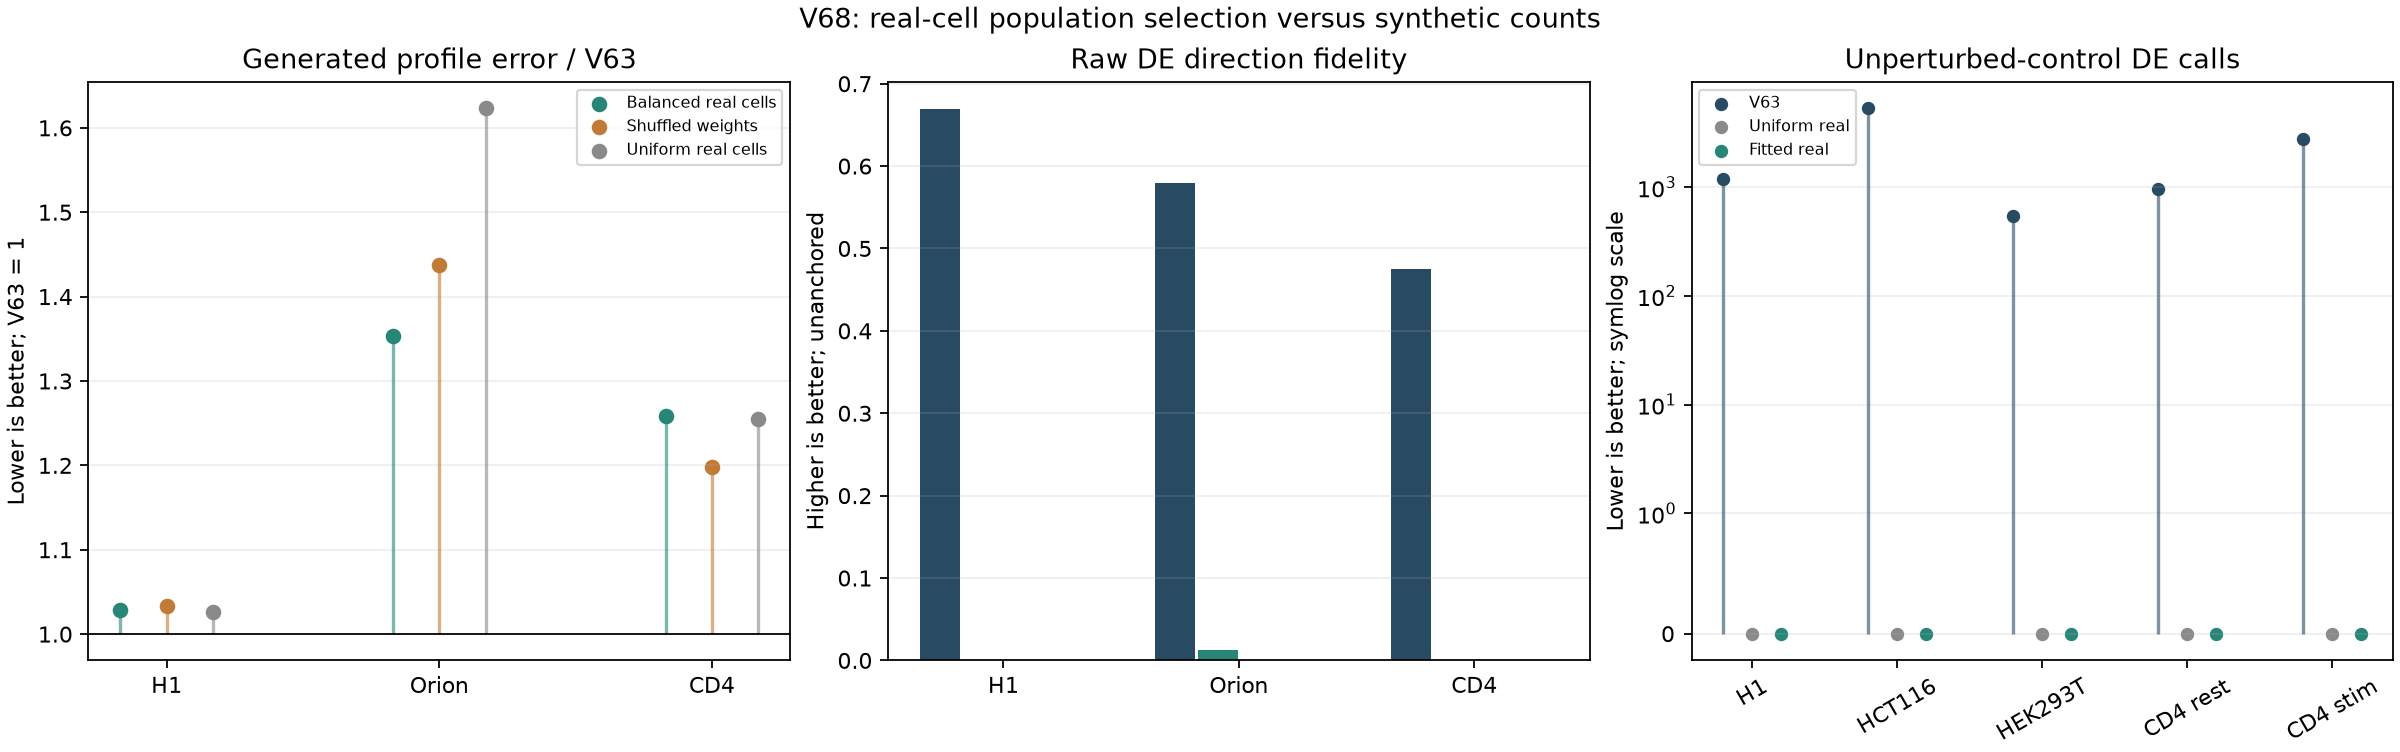 V68: real-cell population selection versus synthetic counts
Generated profile error / V63
Lower is better; V63 = 1
1.6
1.5
1.4
1.3
1.2
1.1
1.0
Balanced real cells
Shuffled weights
Uniform real cells
H1
Orion
CD4
Raw DE direction fidelity
Higher is better; unanchored
0.7
0.6
0.5
0.4
0.3
0.2
0.1
0.0
H1
Orion
CD4
Unperturbed-control DE calls
Lower is better; symlog scale
V63
Uniform real
Fitted real
10³
10²
10¹
10⁰
0
H1
HCT116
HEK293T
CD4 rest
CD4 stim